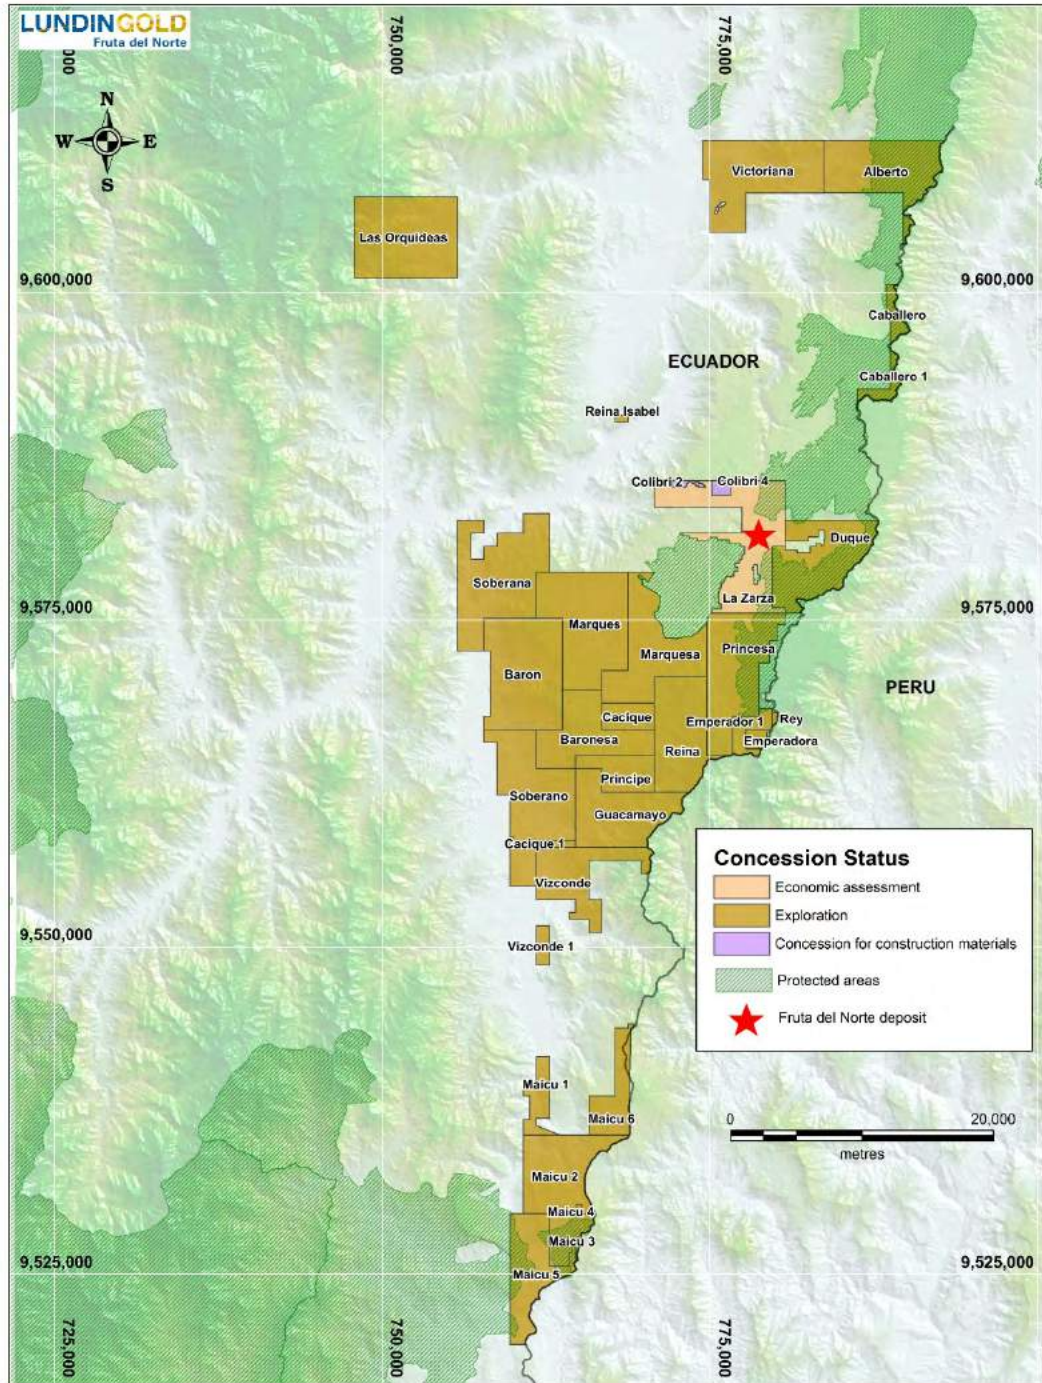 LUNDINGOLD
Fruta del Norte
750,000
775,000
N
W E
S
Victoriana
Alberto
Las Orquideas
9,600,000
9,600,000
Caballero
ECUADOR
Caballero 1
Reina Isabel
Colibri 2
Colibri 4
Duque
Soberana
La Zarza
9,575,000
9,575,000
Marques
Princesa
Marquesa
Baron
PERU
Cacique
Emperador 1
Rey
Baronesa
Emperadora
Reina
Principe
Soberano
Guacamayo
Cacique 1
Vizconde
Concession Status
Economic assessment
Exploration
Concession for construction materials
Protected areas
Fruta del Norte deposit
9,550,000
Vizconde 1
Maicu 1
Maicu 6
0 20,000
metres
Maicu 2
Maicu 4
Maicu 3
9,525,000
Maicu 5
9,525,000
725,000
750,000
775,000